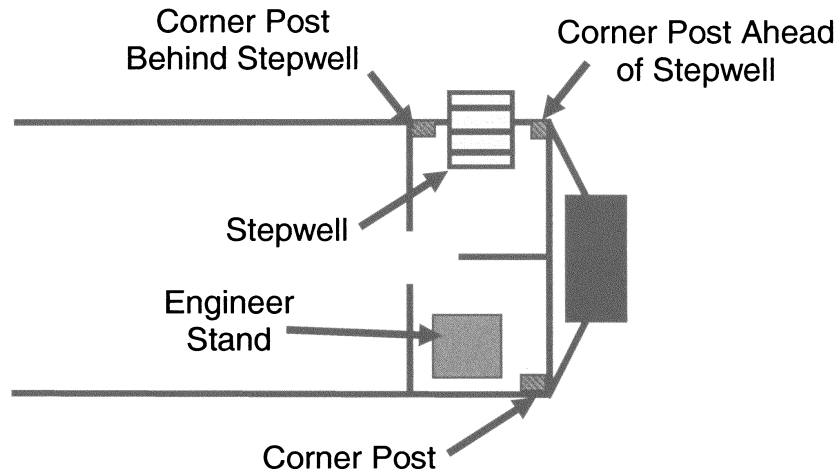 Corner Post
Behind Stepwell
Corner Post Ahead
of Stepwell
Stepwell
Engineer
Stand
Corner Post